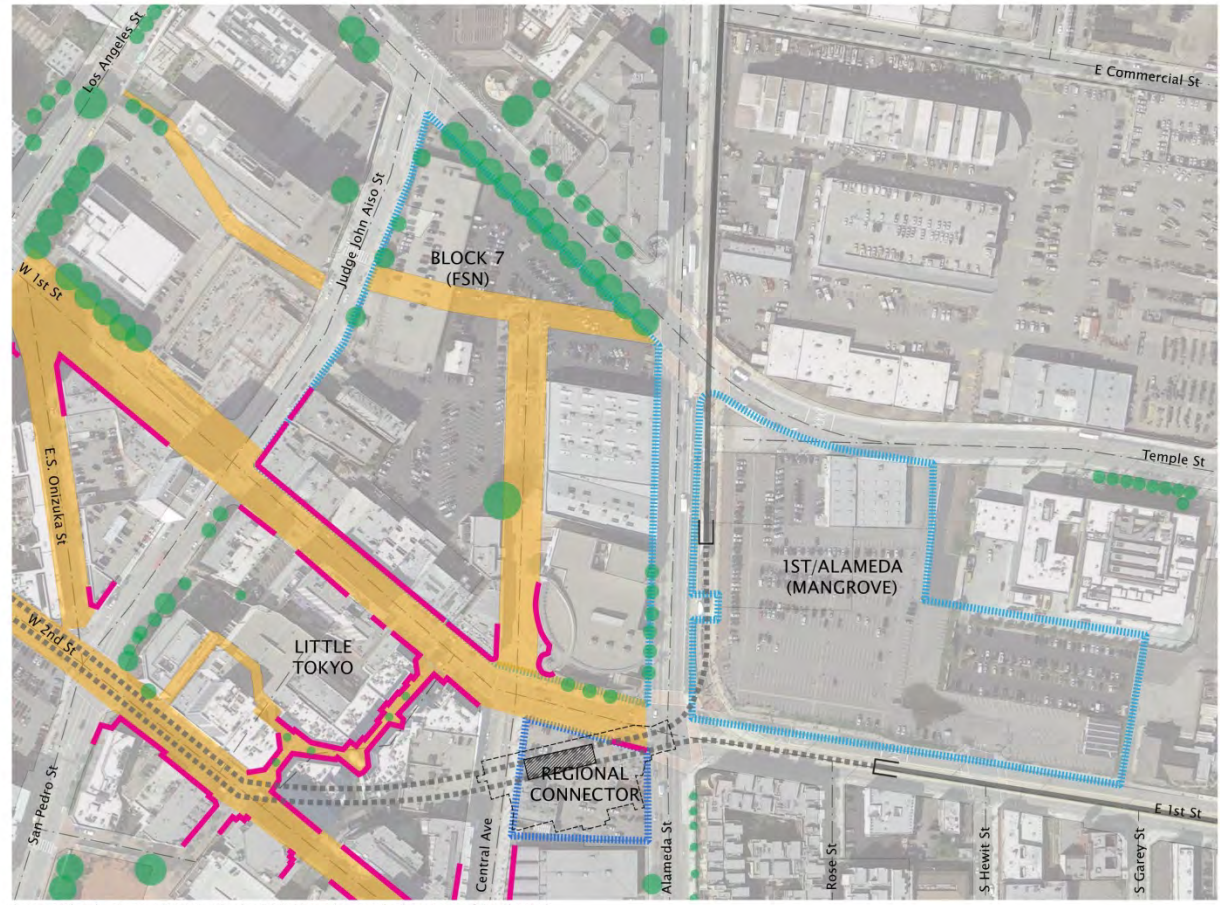 Los Angeles St
E Commercial St
Judge John Aiso St
BLOCK 7
(FSN)
W 1st St
Temple St
E.S. Onizuka St
1ST/ALAMEDA
(MANGROVE)
W 2nd St
LITTLE
TOKYO
REGIONAL
CONNECTOR
San Pedro St
Central Ave
Alameda St
Rose St
S Hewit St
S Garey St
E 1st St